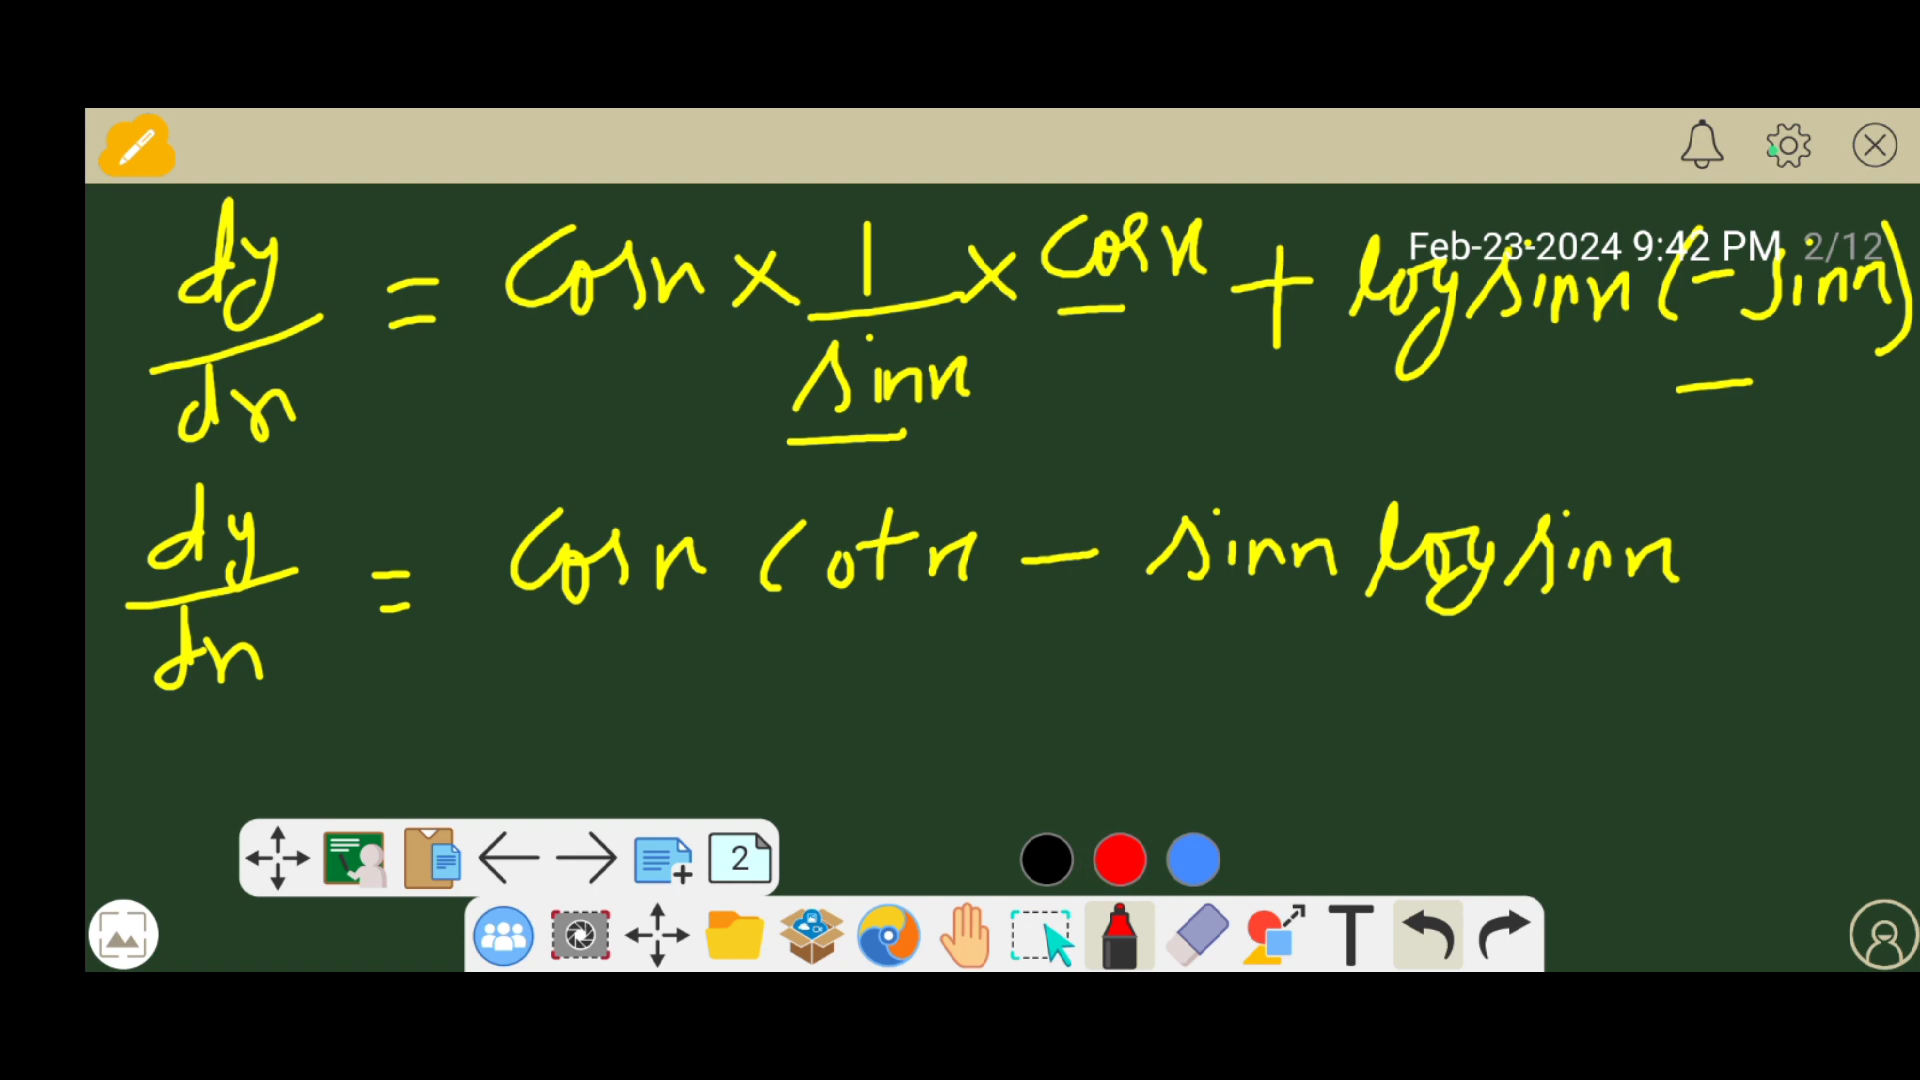 Feb-23-2024 9:42 PM 2/12
dy/dx = cosx × 1/sinx × cosx + log sinx (-sinx)
dy/dx = cosx cotx - sinx log sinx
2
T